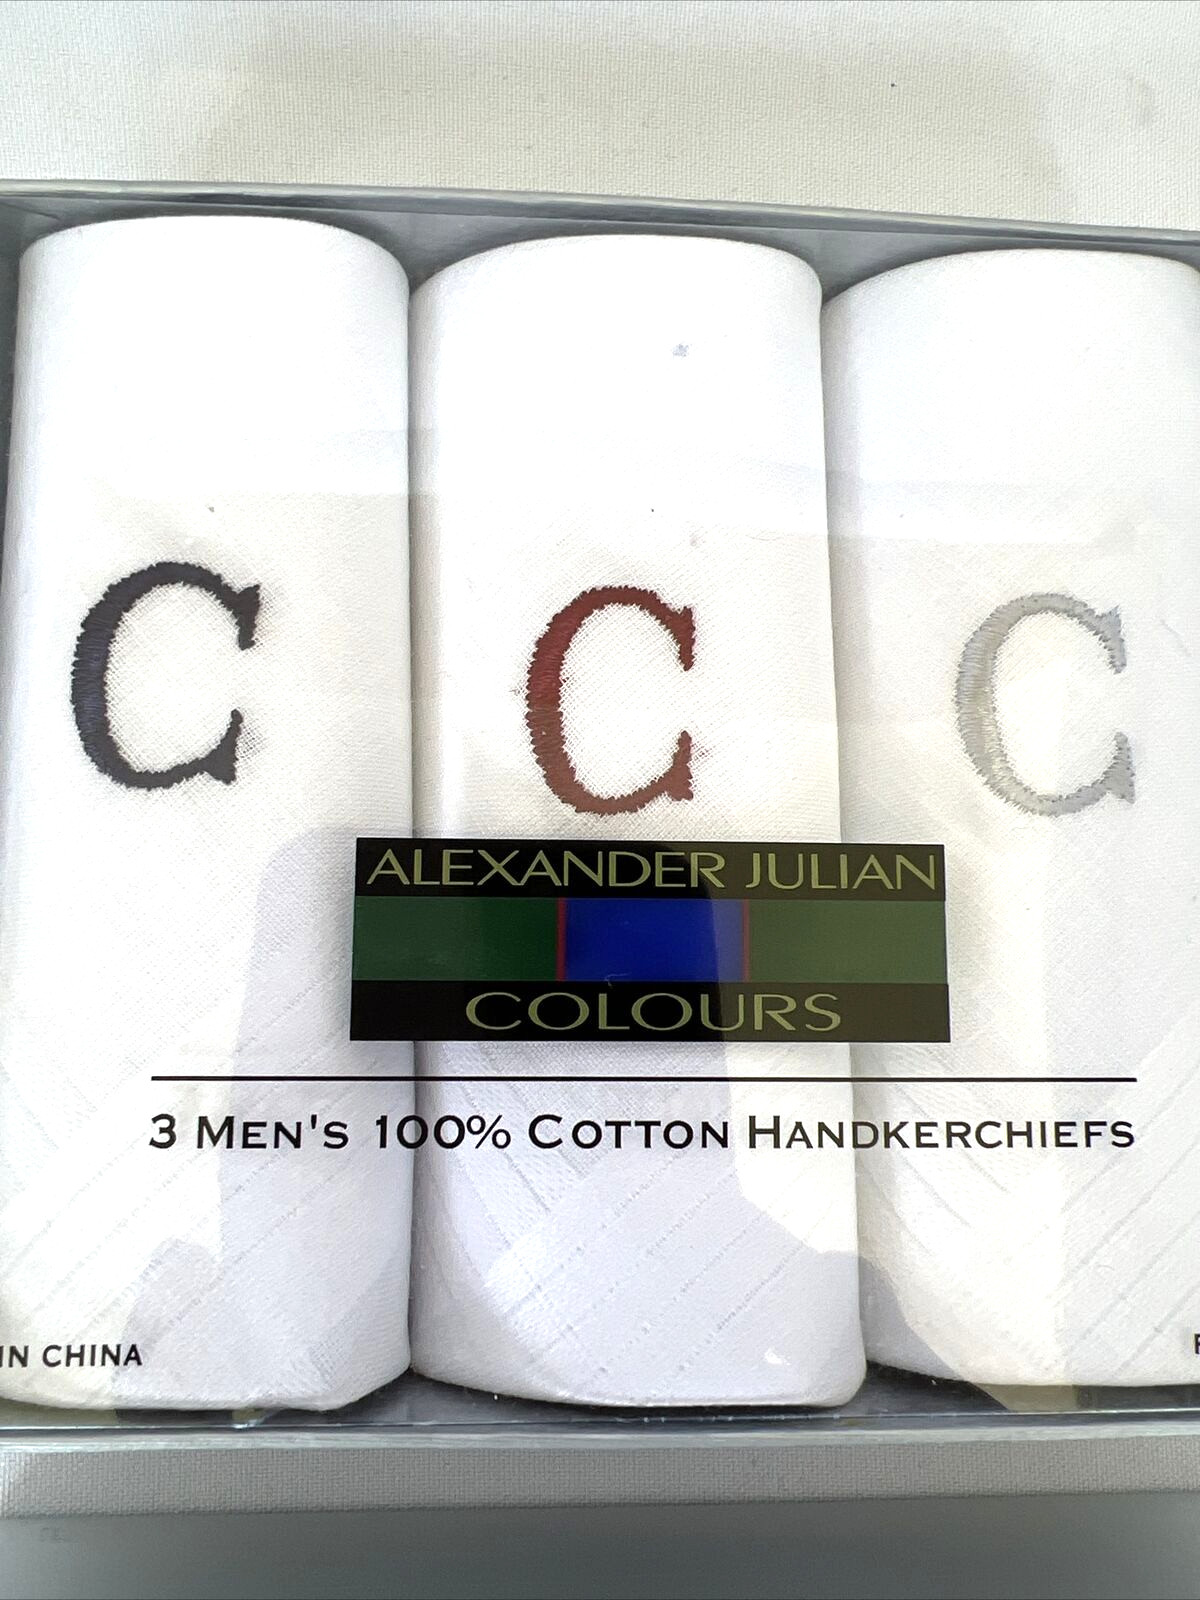 C C C
ALEXANDER JULIAN
COLOURS
3 MEN'S 100% COTTON HANDKERCHIEFS
IN CHINA